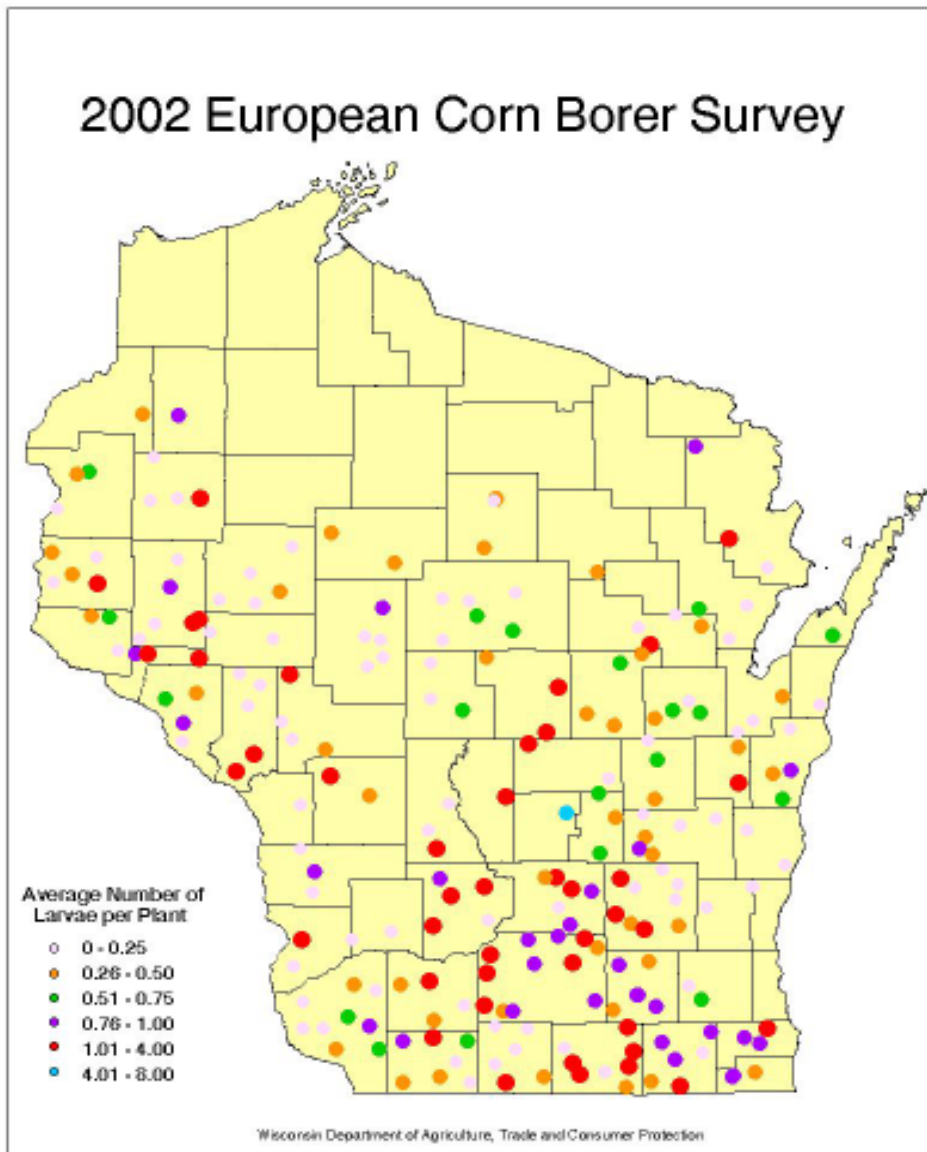 2002 European Corn Borer Survey
Average Number of
Larvae per Plant
0 - 0.25
0.26 - 0.50
0.51 - 0.75
0.76 - 1.00
1.01 - 4.00
4.01 - 8.00
Wisconsin Department of Agriculture, Trade and Consumer Protection